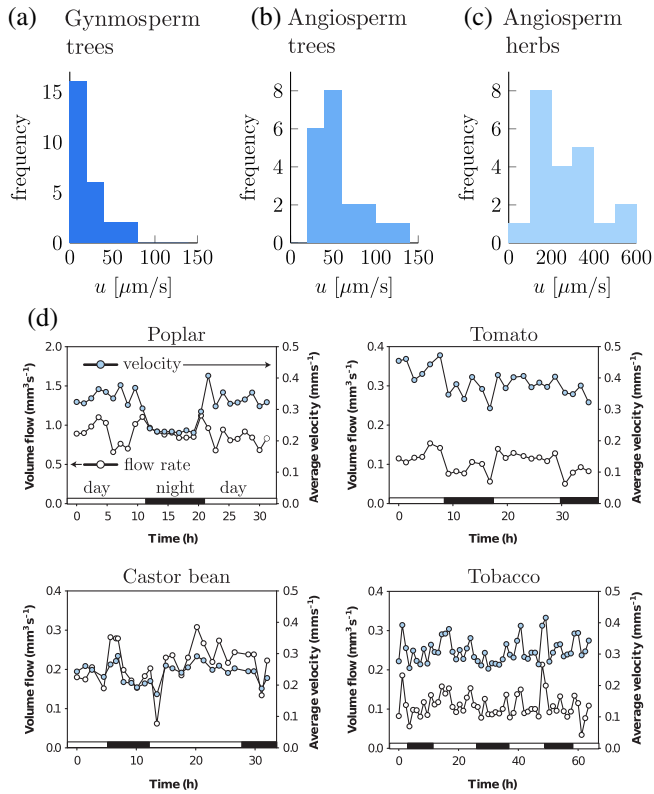 (a) Gynmosperm trees
(b) Angiosperm trees
(c) Angiosperm herbs
frequency
15
10
5
0
0 50 100 150
u [μm/s]
frequency
8
6
4
2
0
0 50 100 150
u [μm/s]
frequency
8
6
4
2
0
0 200 400 600
u [μm/s]
(d)
Poplar
Volume flow (mm³s⁻¹)
2.0
1.5
1.0
0.5
0.0
velocity
flow rate
day night day
0.5
0.4
0.3
0.2
0.1
0.0
Average velocity (mms⁻¹)
0 5 10 15 20 25 30
Time (h)
Tomato
Volume flow (mm³s⁻¹)
0.4
0.3
0.2
0.1
0.0
0.5
0.4
0.3
0.2
0.1
0.0
Average velocity (mms⁻¹)
0 10 20 30
Time (h)
Castor bean
Volume flow (mm³s⁻¹)
0.4
0.3
0.2
0.1
0.0
0.5
0.4
0.3
0.2
0.1
0.0
Average velocity (mms⁻¹)
0 10 20 30
Time (h)
Tobacco
Volume flow (mm³s⁻¹)
0.4
0.3
0.2
0.1
0.0
0.5
0.4
0.3
0.2
0.1
0.0
Average velocity (mms⁻¹)
0 20 40 60
Time (h)